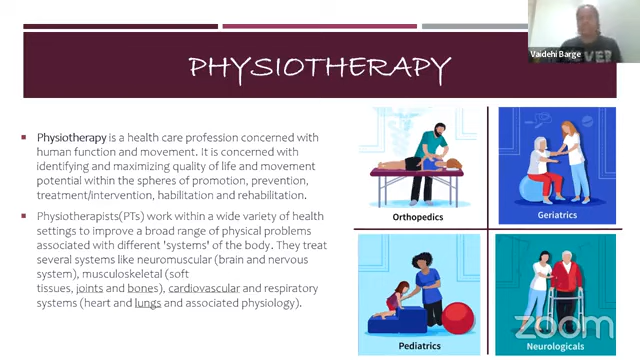 PHYSIOTHERAPY
Vaidehi Barge
Physiotherapy is a health care profession concerned with
human function and movement. It is concerned with
identifying and maximizing quality of life and movement
potential within the spheres of promotion, prevention,
treatment/intervention, habilitation and rehabilitation.
Physiotherapists(PTs) work within a wide variety of health
settings to improve a broad range of physical problems
associated with different 'systems' of the body. They treat
several systems like neuromuscular (brain and nervous
system), musculoskeletal (soft
tissues, joints and bones), cardiovascular and respiratory
systems (heart and lungs and associated physiology).
Orthopedics
Geriatrics
Pediatrics
Neurologicals
zoom